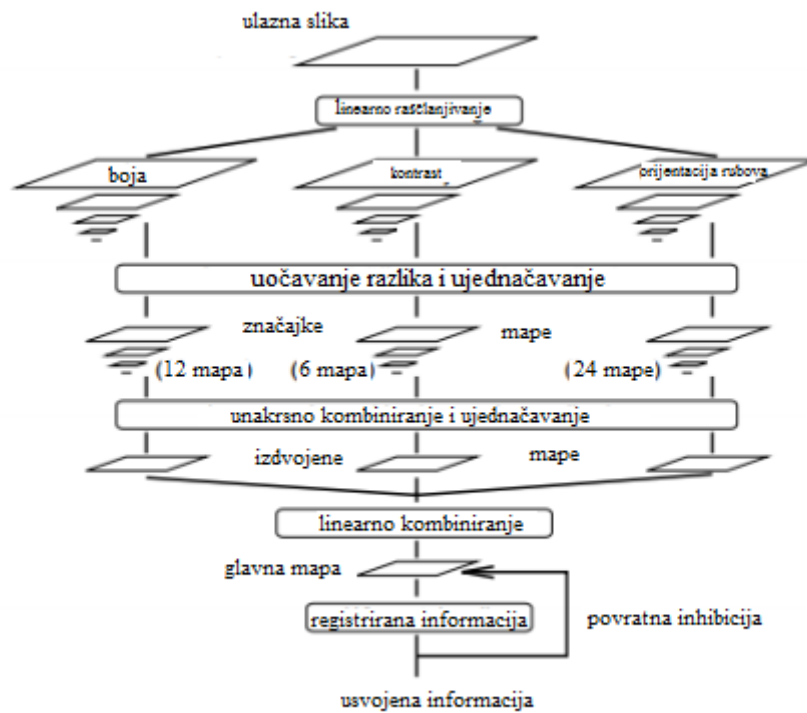 ulazna slika
linearno raščlanjivanje
boja
kontrast
orijentacija rubova
uočavanje razlika i ujednačavanje
značajke
mape
(12 mapa)
(6 mapa)
(24 mape)
unakrsno kombiniranje i ujednačavanje
izdvojene
mape
linearno kombiniranje
glavna mapa
registrirana informacija
povratna inhibicija
usvojena informacija